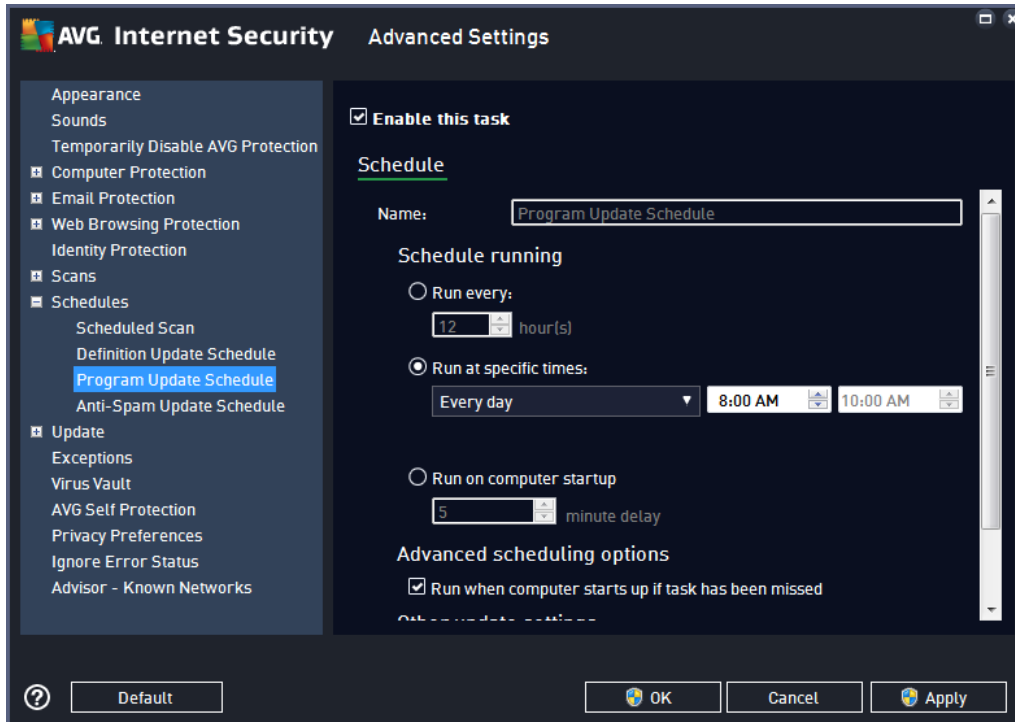 AVG. Internet Security Advanced Settings
Appearance
Sounds
Temporarily Disable AVG Protection
Computer Protection
Email Protection
Web Browsing Protection
Identity Protection
Scans
Schedules
Scheduled Scan
Definition Update Schedule
Program Update Schedule
Anti-Spam Update Schedule
Update
Exceptions
Virus Vault
AVG Self Protection
Privacy Preferences
Ignore Error Status
Advisor - Known Networks
Enable this task
Schedule
Name: Program Update Schedule
Schedule running
Run every:
12 hour(s)
Run at specific times:
Every day 8:00 AM 10:00 AM
Run on computer startup
5 minute delay
Advanced scheduling options
Run when computer starts up if task has been missed
Other update settings
? Default OK Cancel Apply